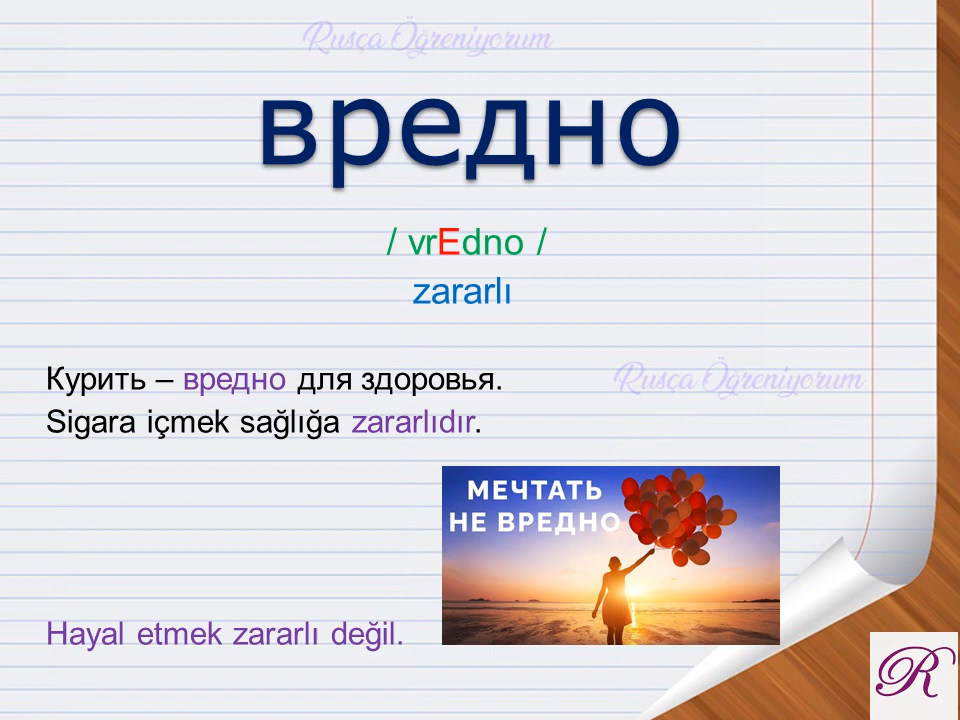 Rusça Öğreniyorum
вредно
/ vrEdno /
zararlı
Курить – вредно для здоровья.
Rusça Öğreniyorum
Sigara içmek sağlığa zararlıdır.
МЕЧТАТЬ
НЕ ВРЕДНО
Hayal etmek zararlı değil.
R